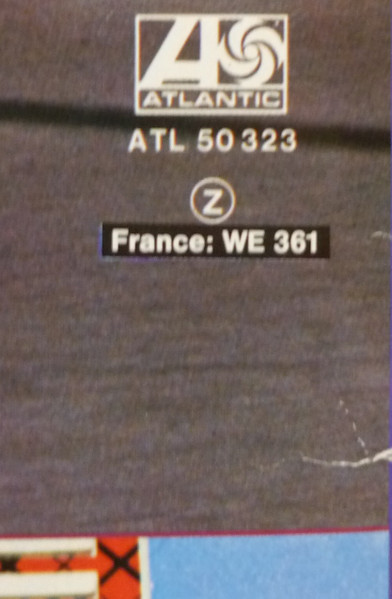 ATLANTIC
ATL 50 323
Z
France: WE 361